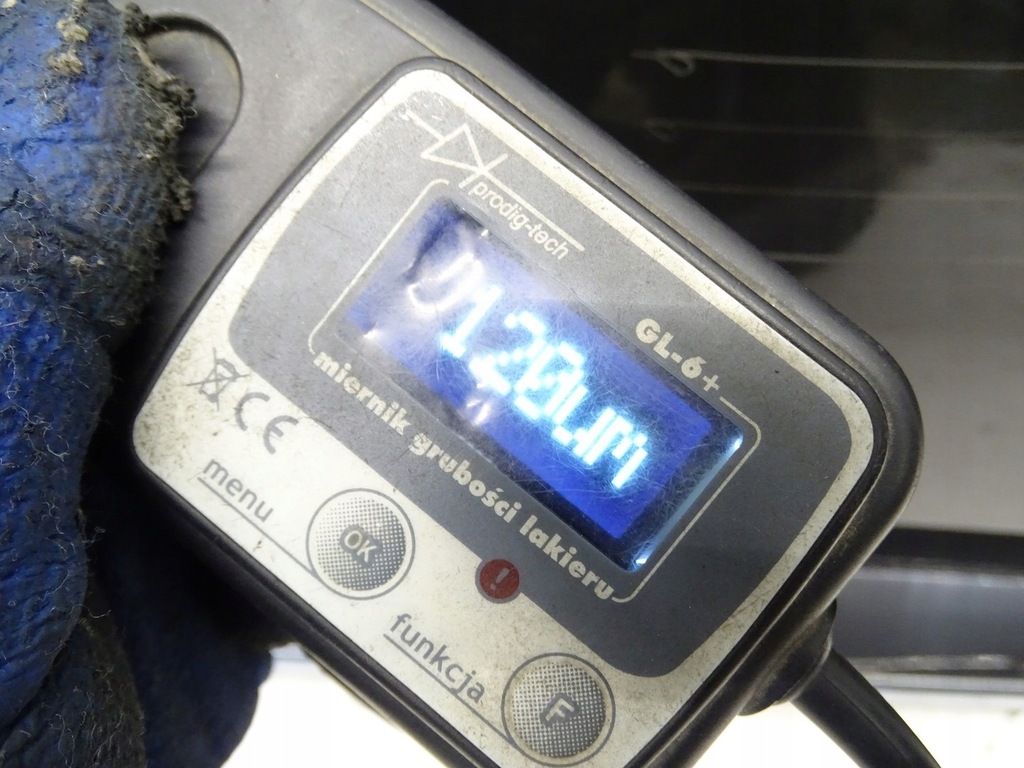 prodig-tech
GL-6+
120um
miernik grubości lakieru
CE
menu
OK
!
funkcja
F